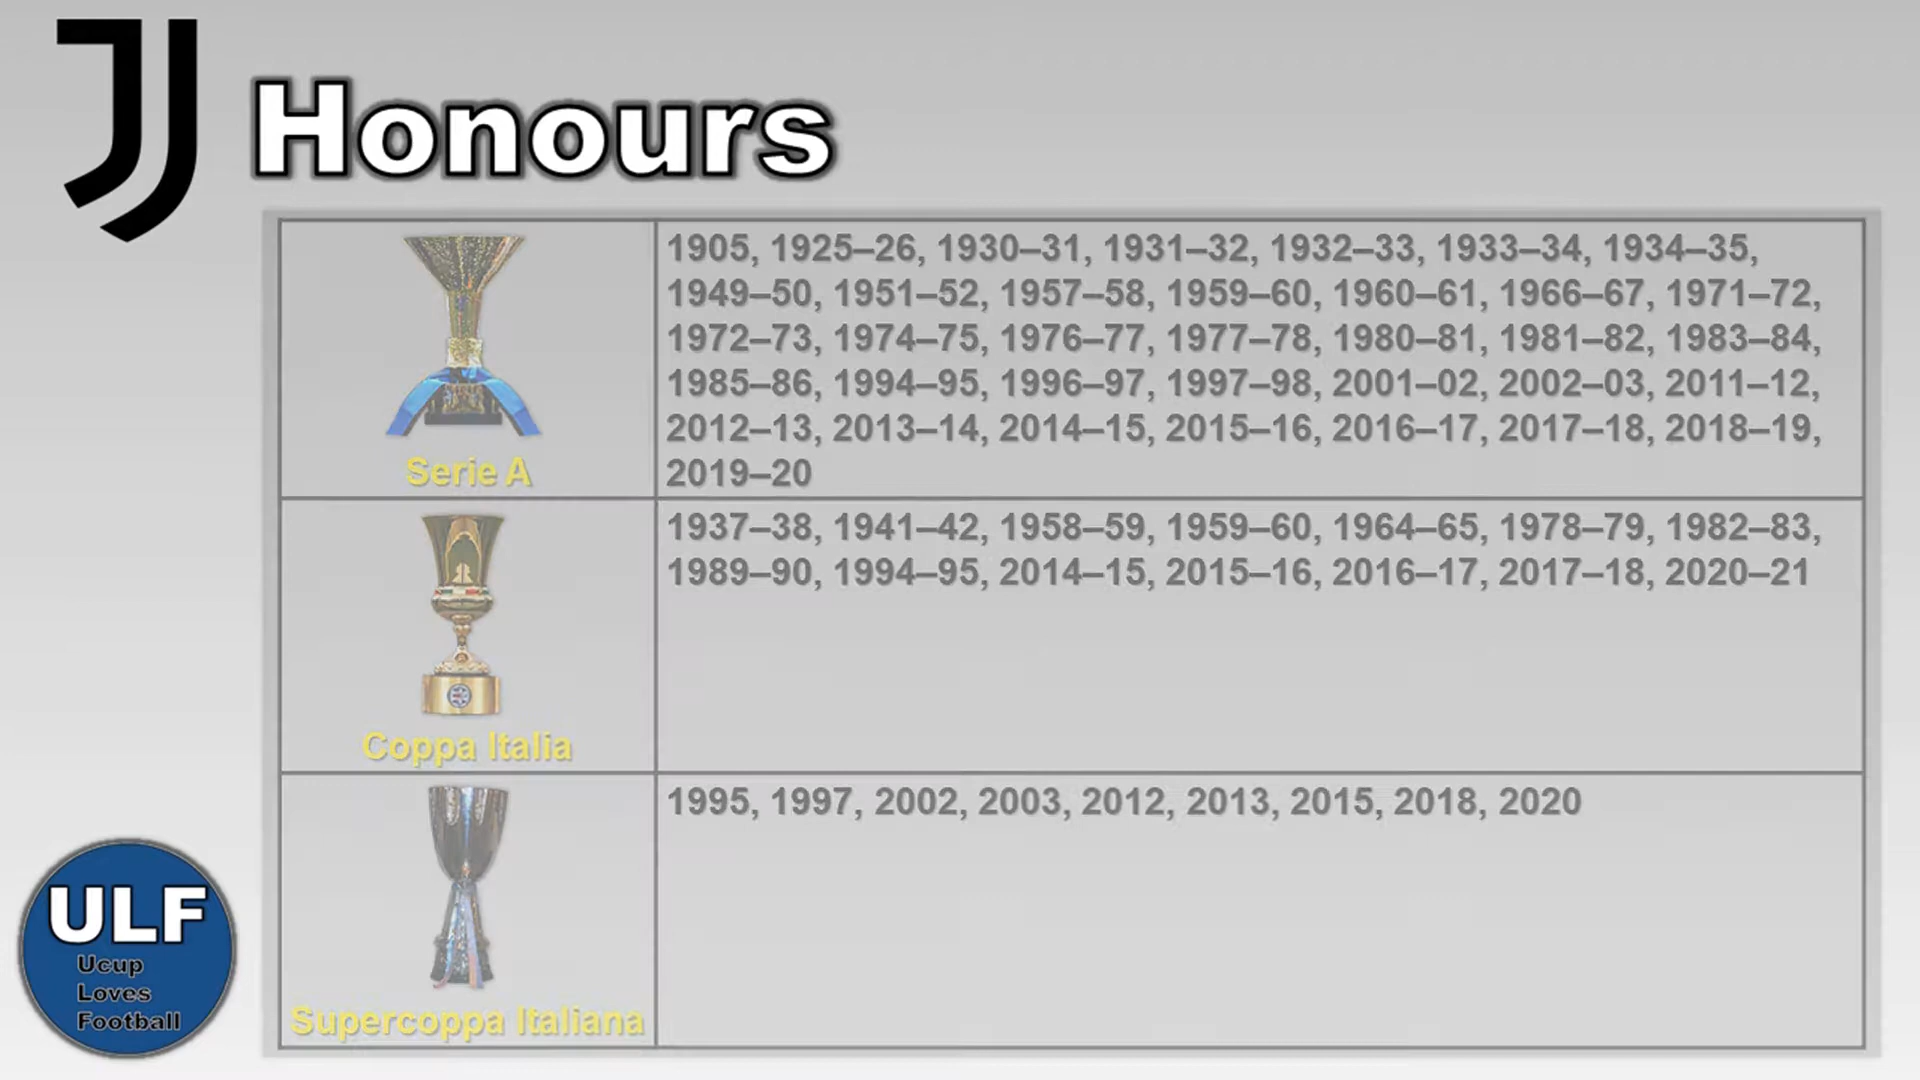 Honours
1905, 1925–26, 1930–31, 1931–32, 1932–33, 1933–34, 1934–35,
1949–50, 1951–52, 1957–58, 1959–60, 1960–61, 1966–67, 1971–72,
1972–73, 1974–75, 1976–77, 1977–78, 1980–81, 1981–82, 1983–84,
1985–86, 1994–95, 1996–97, 1997–98, 2001–02, 2002–03, 2011–12,
2012–13, 2013–14, 2014–15, 2015–16, 2016–17, 2017–18, 2018–19,
2019–20
Serie A
1937–38, 1941–42, 1958–59, 1959–60, 1964–65, 1978–79, 1982–83,
1989–90, 1994–95, 2014–15, 2015–16, 2016–17, 2017–18, 2020–21
Coppa Italia
1995, 1997, 2002, 2003, 2012, 2013, 2015, 2018, 2020
Supercoppa Italiana
ULF
Ucup
Loves
Football